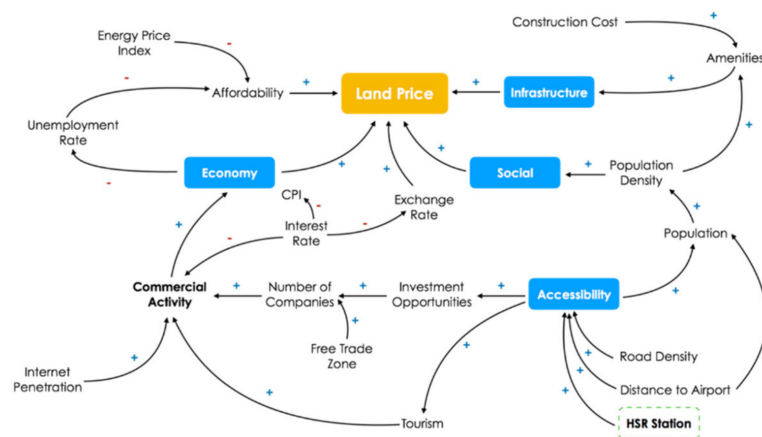 Construction Cost
+
Energy Price
Index
-
Amenities
-
Affordability
+
Land Price
+
Infrastructure
+
Unemployment
Rate
-
Economy
+
+
+
Social
+
Population
Density
+
CPI
-
Exchange
Rate
+
Interest
Rate
-
-
+
Population
Commercial
Activity
+
Number of
Companies
+
Investment
Opportunities
+
Accessibility
+
+
Free Trade
Zone
+
+
Road Density
Internet
Penetration
+
+
Distance to Airport
+
+
Tourism
HSR Station